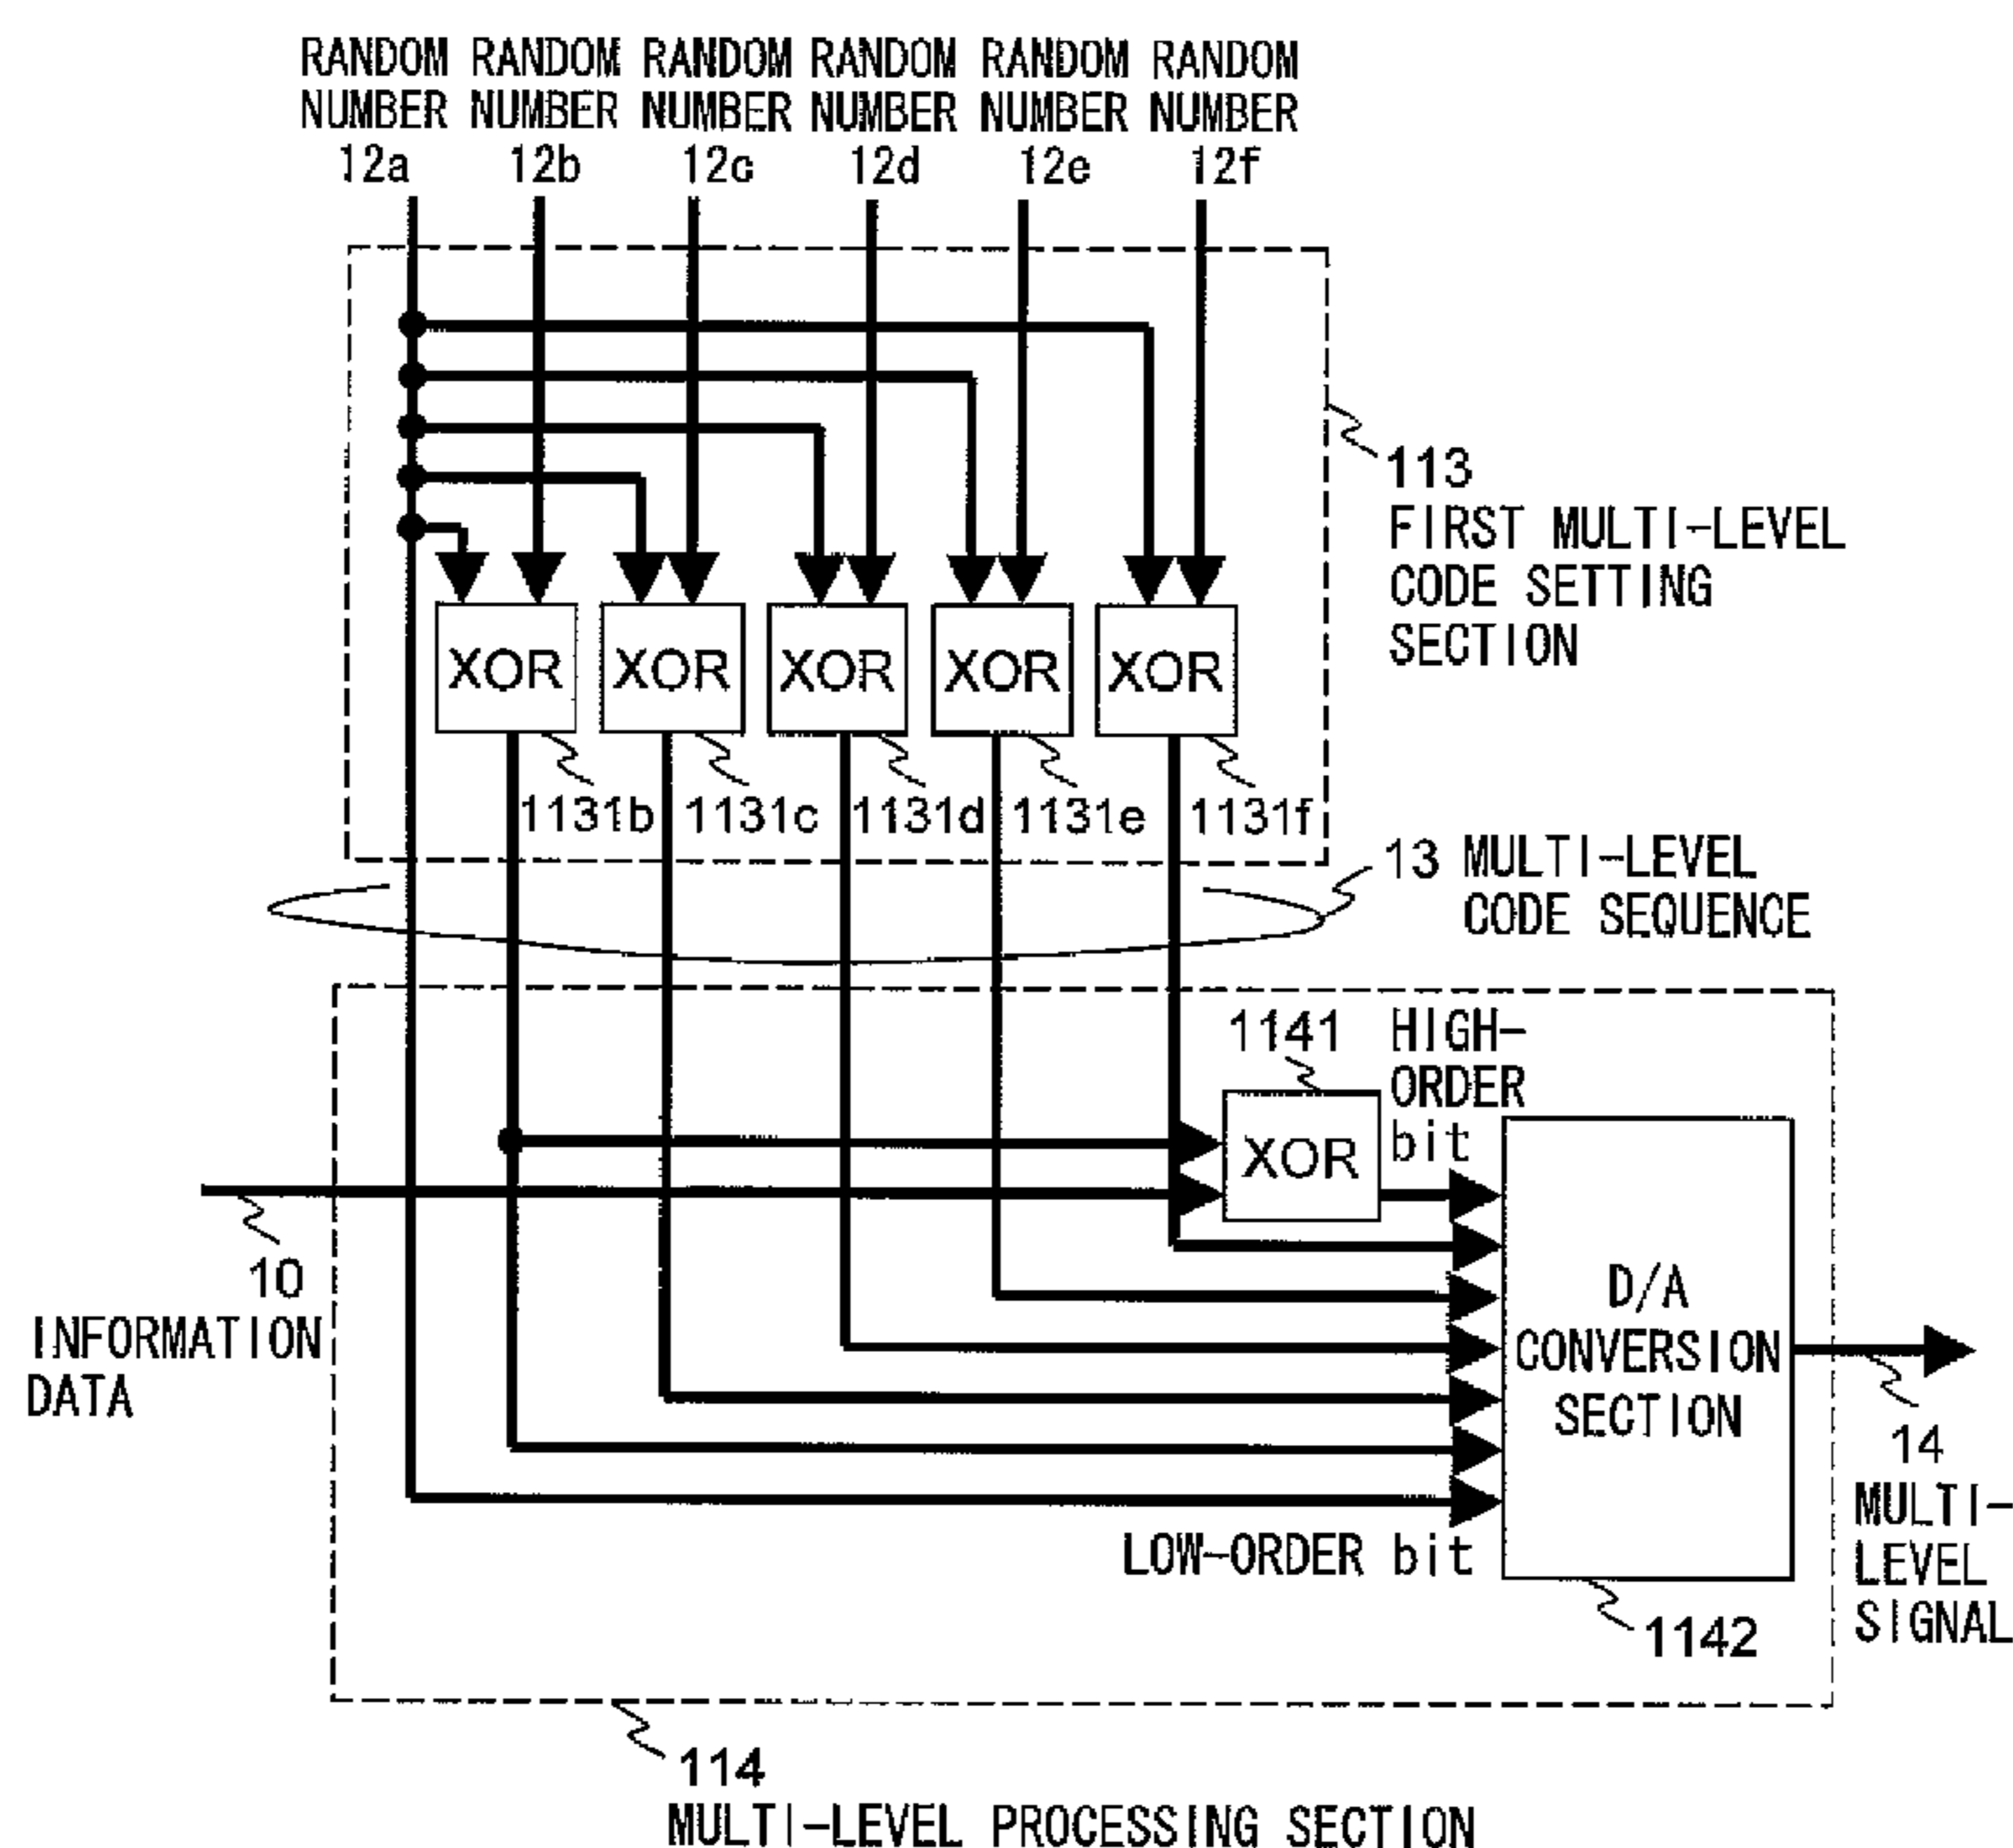 RANDOM RANDOM RANDOM RANDOM RANDOM RANDOM
NUMBER NUMBER NUMBER NUMBER NUMBER NUMBER
12a 12b 12c 12d 12e 12f
113
FIRST MULTI-LEVEL
CODE SETTING
SECTION
XOR XOR XOR XOR XOR
1131b 1131c 1131d 1131e 1131f
13 MULTI-LEVEL
CODE SEQUENCE
1141 HIGH-
ORDER
bit
XOR
10
INFORMATION
DATA
D/A
CONVERSION
SECTION
14
MULTI-
LEVEL
SIGNAL
LOW-ORDER bit
1142
114
MULTI-LEVEL PROCESSING SECTION